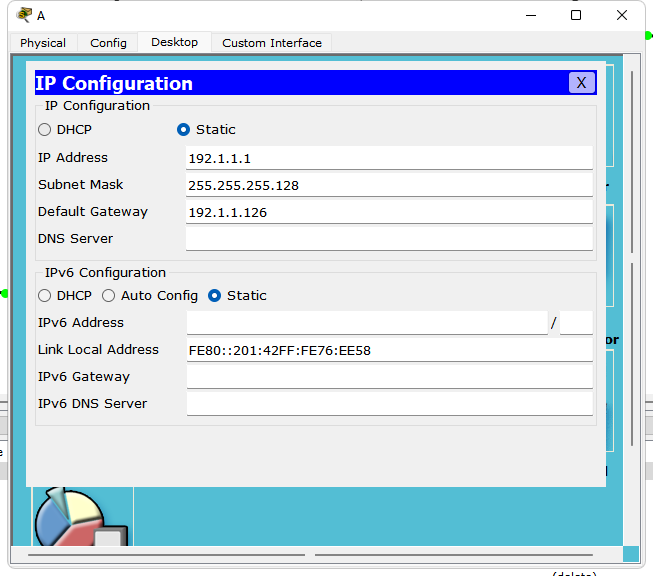 A
Physical Config Desktop Custom Interface
IP Configuration X
IP Configuration
DHCP Static
IP Address 192.1.1.1
Subnet Mask 255.255.255.128
Default Gateway 192.1.1.126
DNS Server
IPv6 Configuration
DHCP Auto Config Static
IPv6 Address /
Link Local Address FE80::201:42FF:FE76:EE58
IPv6 Gateway
IPv6 DNS Server
or
(delete)